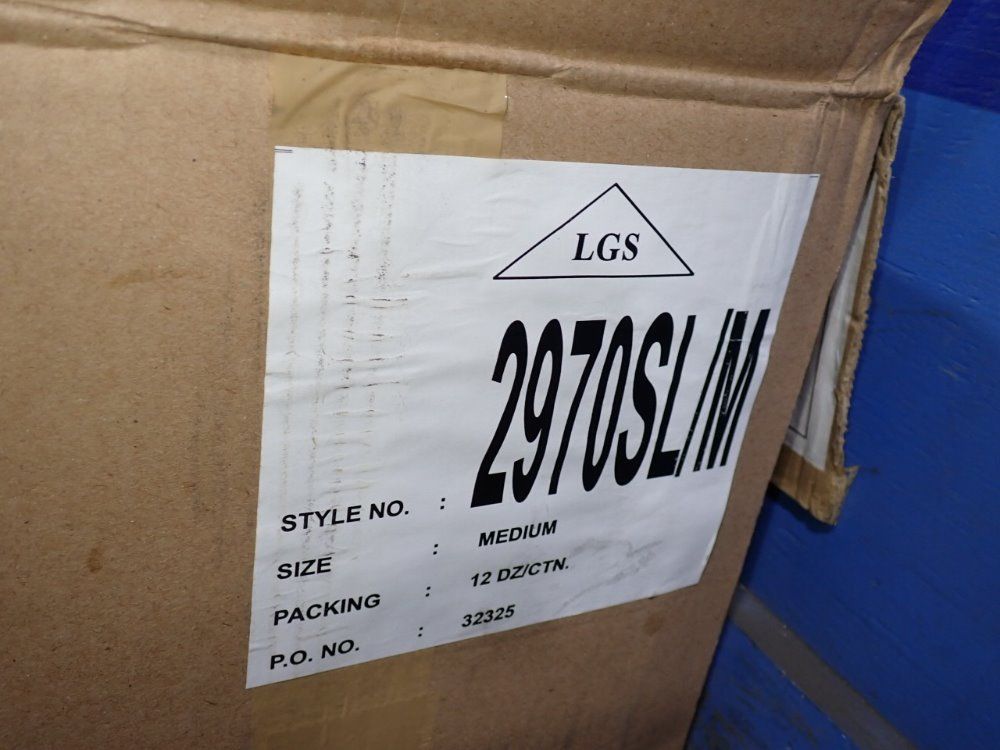 LGS
STYLE NO. : 2970SL/M
SIZE : MEDIUM
PACKING : 12 DZ/CTN.
P.O. NO. : 32325